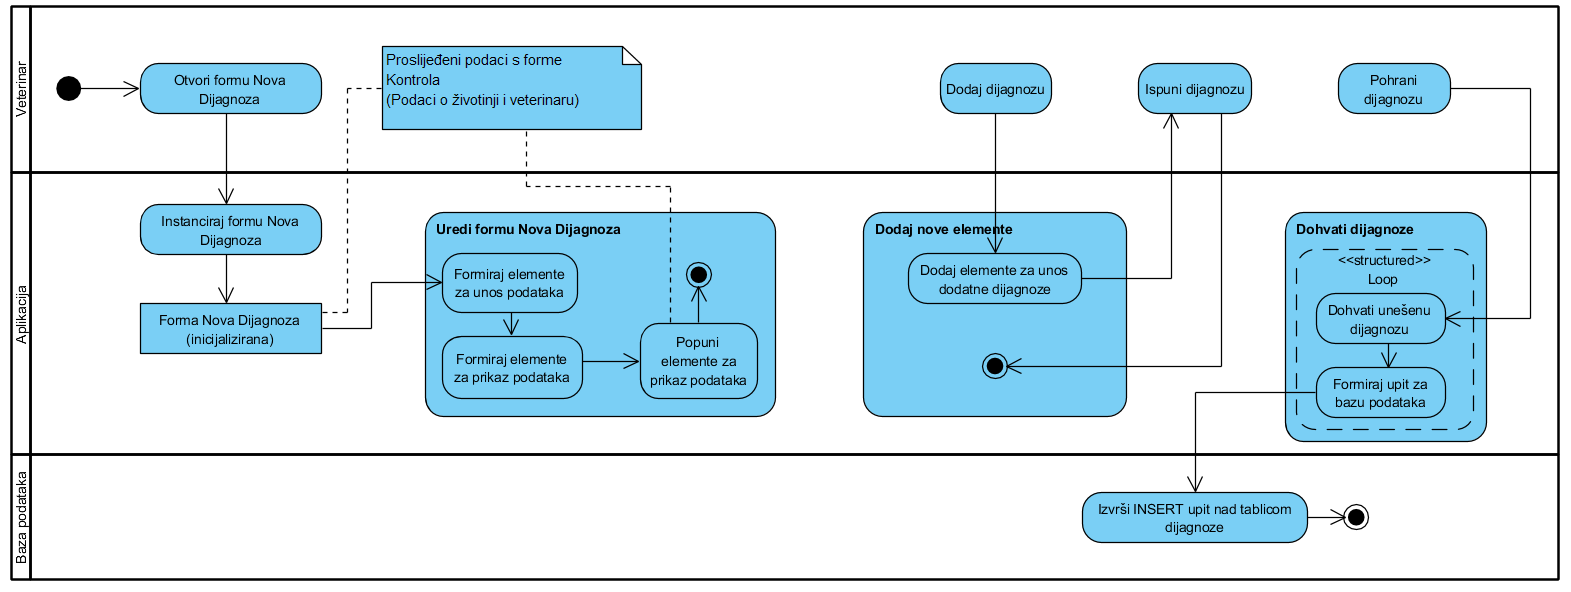 Veterinar
Otvori formu Nova
Dijagnoza
Proslijeđeni podaci s forme
Kontrola
(Podaci o životinji i veterinaru)
Dodaj dijagnozu
Ispuni dijagnozu
Pohrani
dijagnozu
Aplikacija
Instanciraj formu Nova
Dijagnoza
Forma Nova Dijagnoza
(inicijalizirana)
Uredi formu Nova Dijagnoza
Formiraj elemente
za unos podataka
Formiraj elemente
za prikaz podataka
Popuni
elemente za
prikaz podataka
Dodaj nove elemente
Dodaj elemente za unos
dodatne dijagnoze
Dohvati dijagnoze
<<structured>>
Loop
Dohvati unešenu
dijagnozu
Formiraj upit za
bazu podataka
Baza podataka
Izvrši INSERT upit nad tablicom
dijagnoze